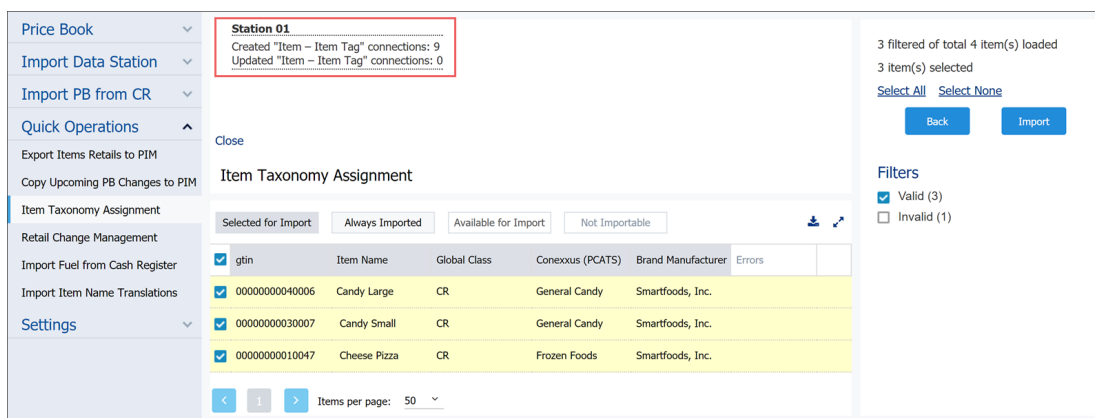 Price Book
Import Data Station
Import PB from CR
Quick Operations
Export Items Retails to PIM
Copy Upcoming PB Changes to PIM
Item Taxonomy Assignment
Retail Change Management
Import Fuel from Cash Register
Import Item Name Translations
Settings
Station 01
Created "Item – Item Tag" connections: 9
Updated "Item – Item Tag" connections: 0
Close
Item Taxonomy Assignment
Selected for Import Always Imported Available for Import Not Importable
gtin Item Name Global Class Conexxus (PCATS) Brand Manufacturer Errors
00000000040006 Candy Large CR General Candy Smartfoods, Inc.
00000000030007 Candy Small CR General Candy Smartfoods, Inc.
00000000010047 Cheese Pizza CR Frozen Foods Smartfoods, Inc.
1 Items per page: 50
3 filtered of total 4 item(s) loaded
3 item(s) selected
Select All Select None
Back Import
Filters
Valid (3)
Invalid (1)